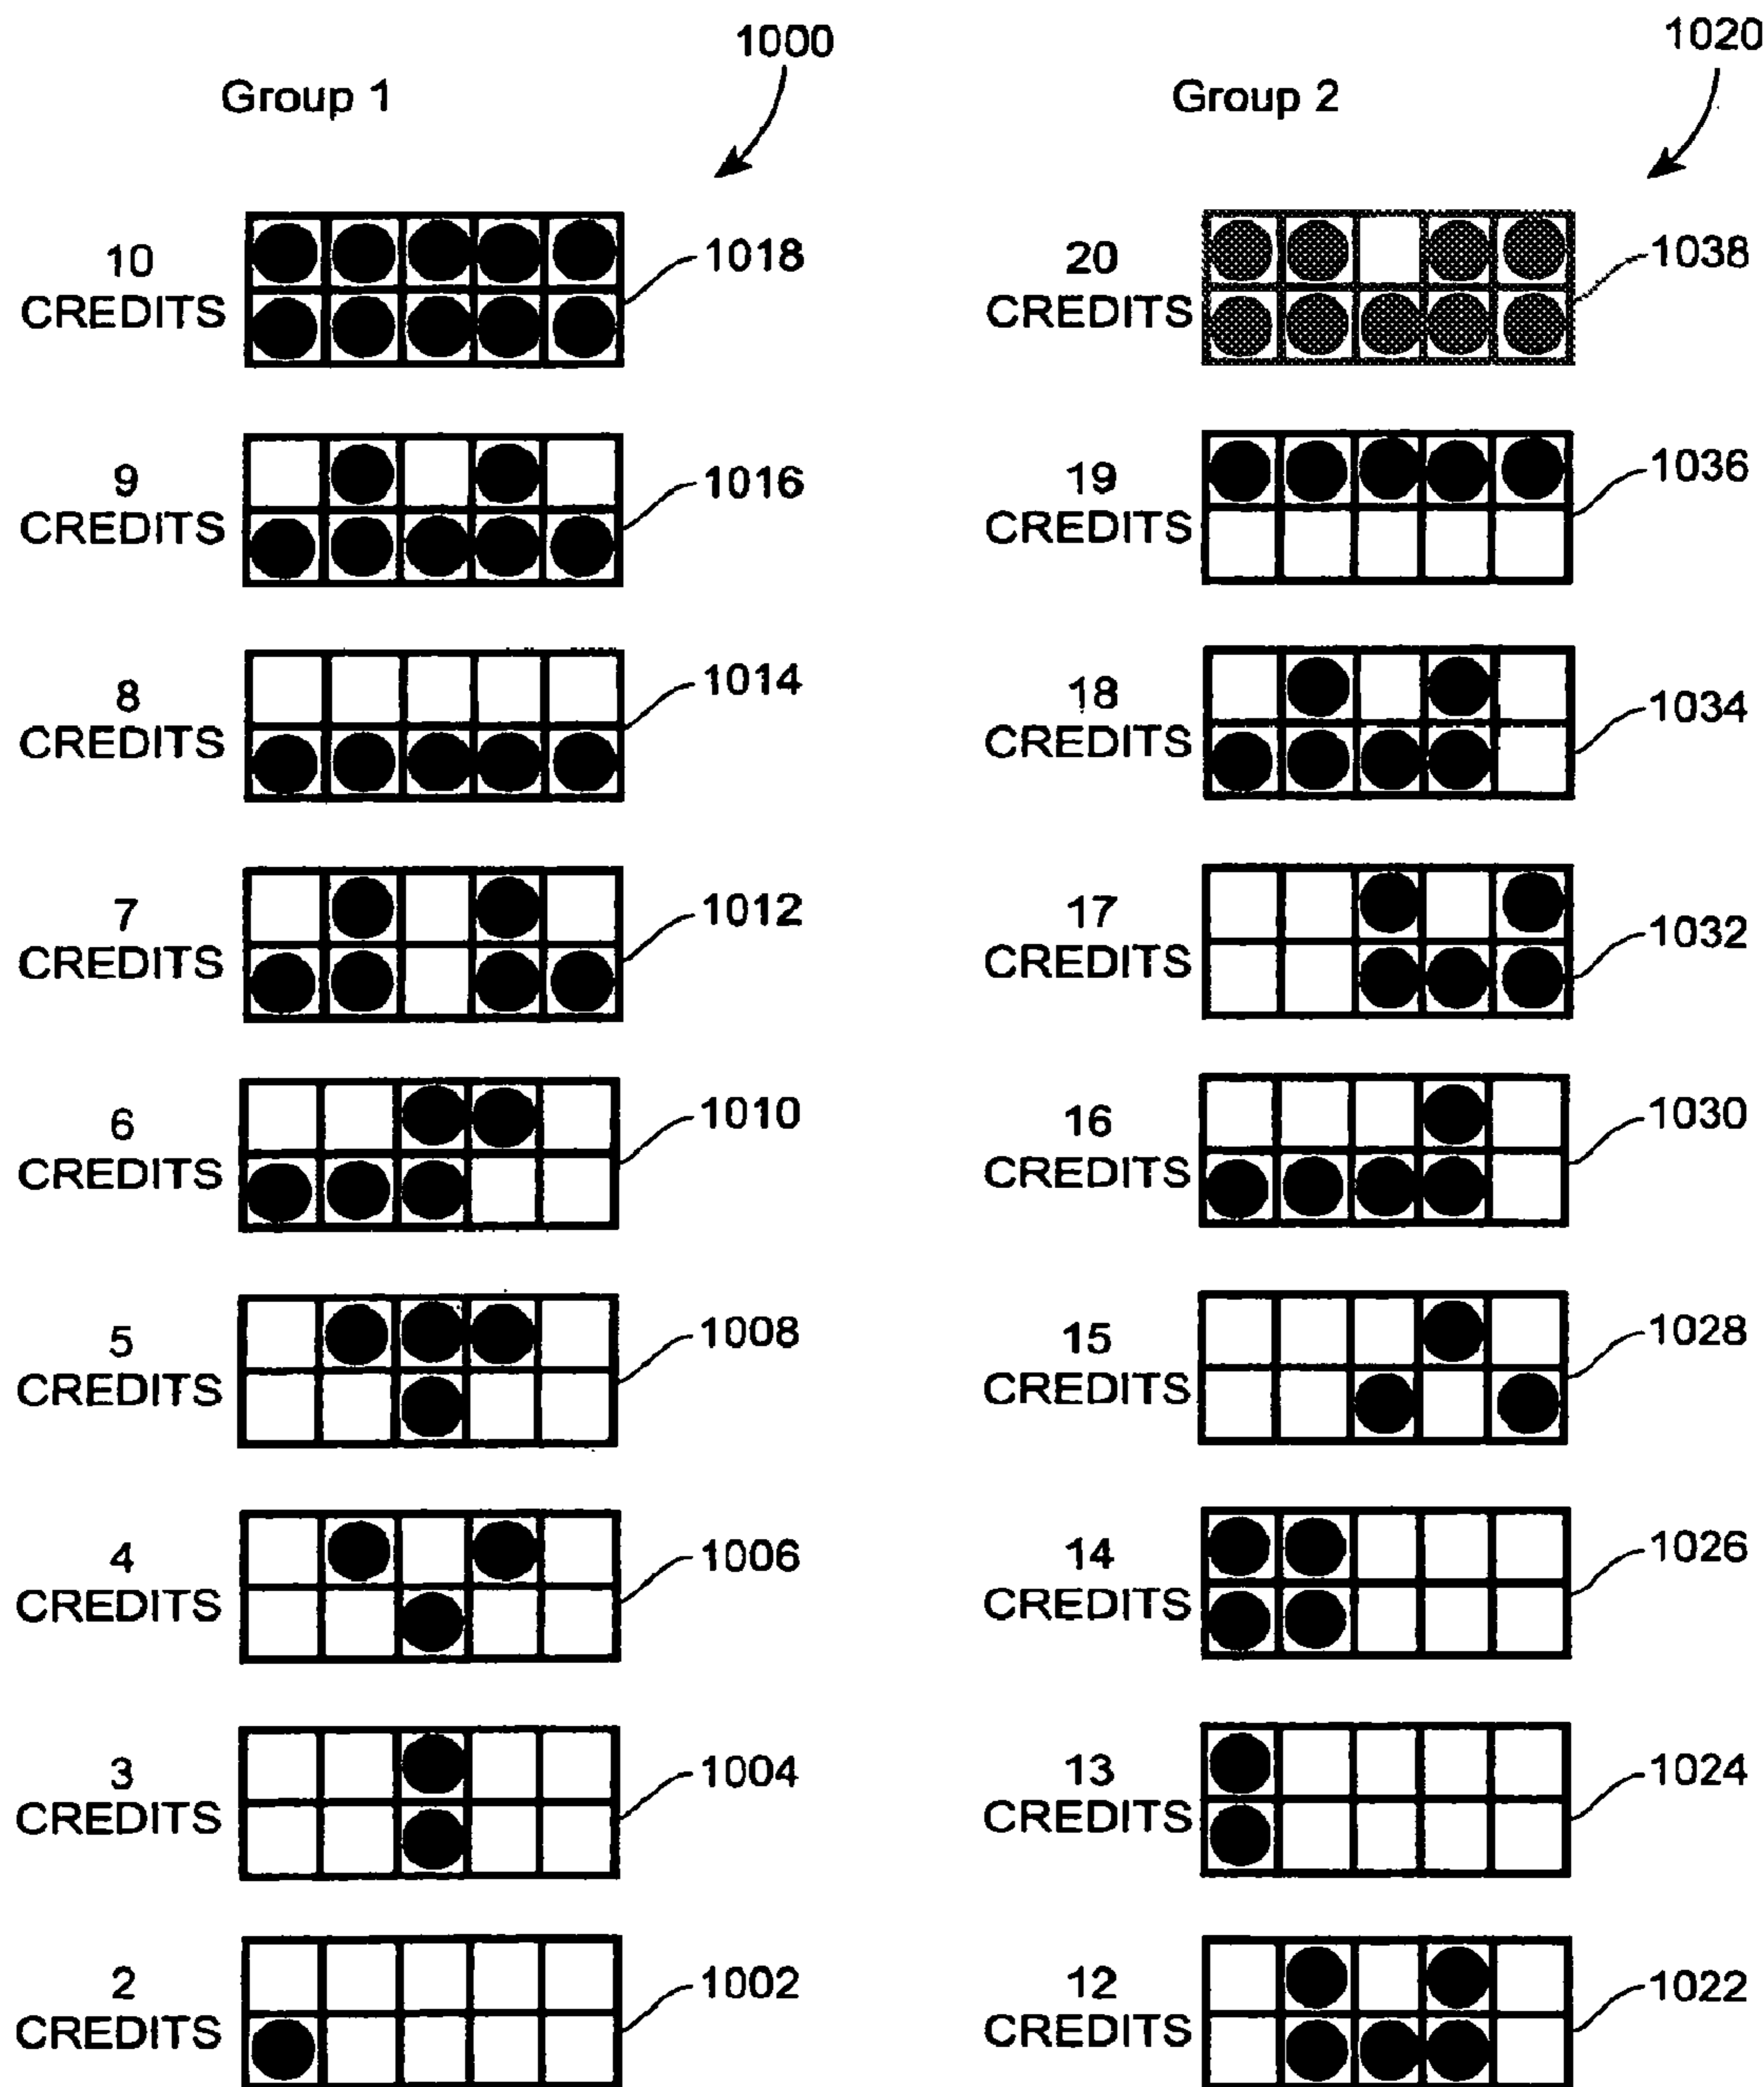 1000
Group 1
10
CREDITS
1018
9
CREDITS
1016
8
CREDITS
1014
7
CREDITS
1012
6
CREDITS
1010
5
CREDITS
1008
4
CREDITS
1006
3
CREDITS
1004
2
CREDITS
1002
1020
Group 2
20
CREDITS
1038
19
CREDITS
1036
18
CREDITS
1034
17
CREDITS
1032
16
CREDITS
1030
15
CREDITS
1028
14
CREDITS
1026
13
CREDITS
1024
12
CREDITS
1022